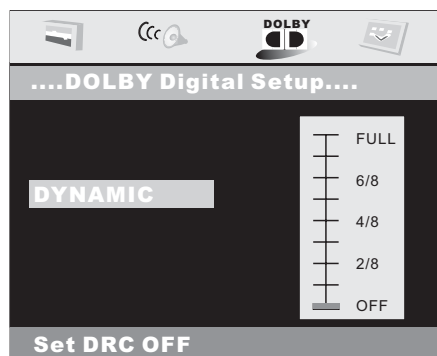 DOLBY
....DOLBY Digital Setup....
FULL
6/8
DYNAMIC
4/8
2/8
OFF
Set DRC OFF